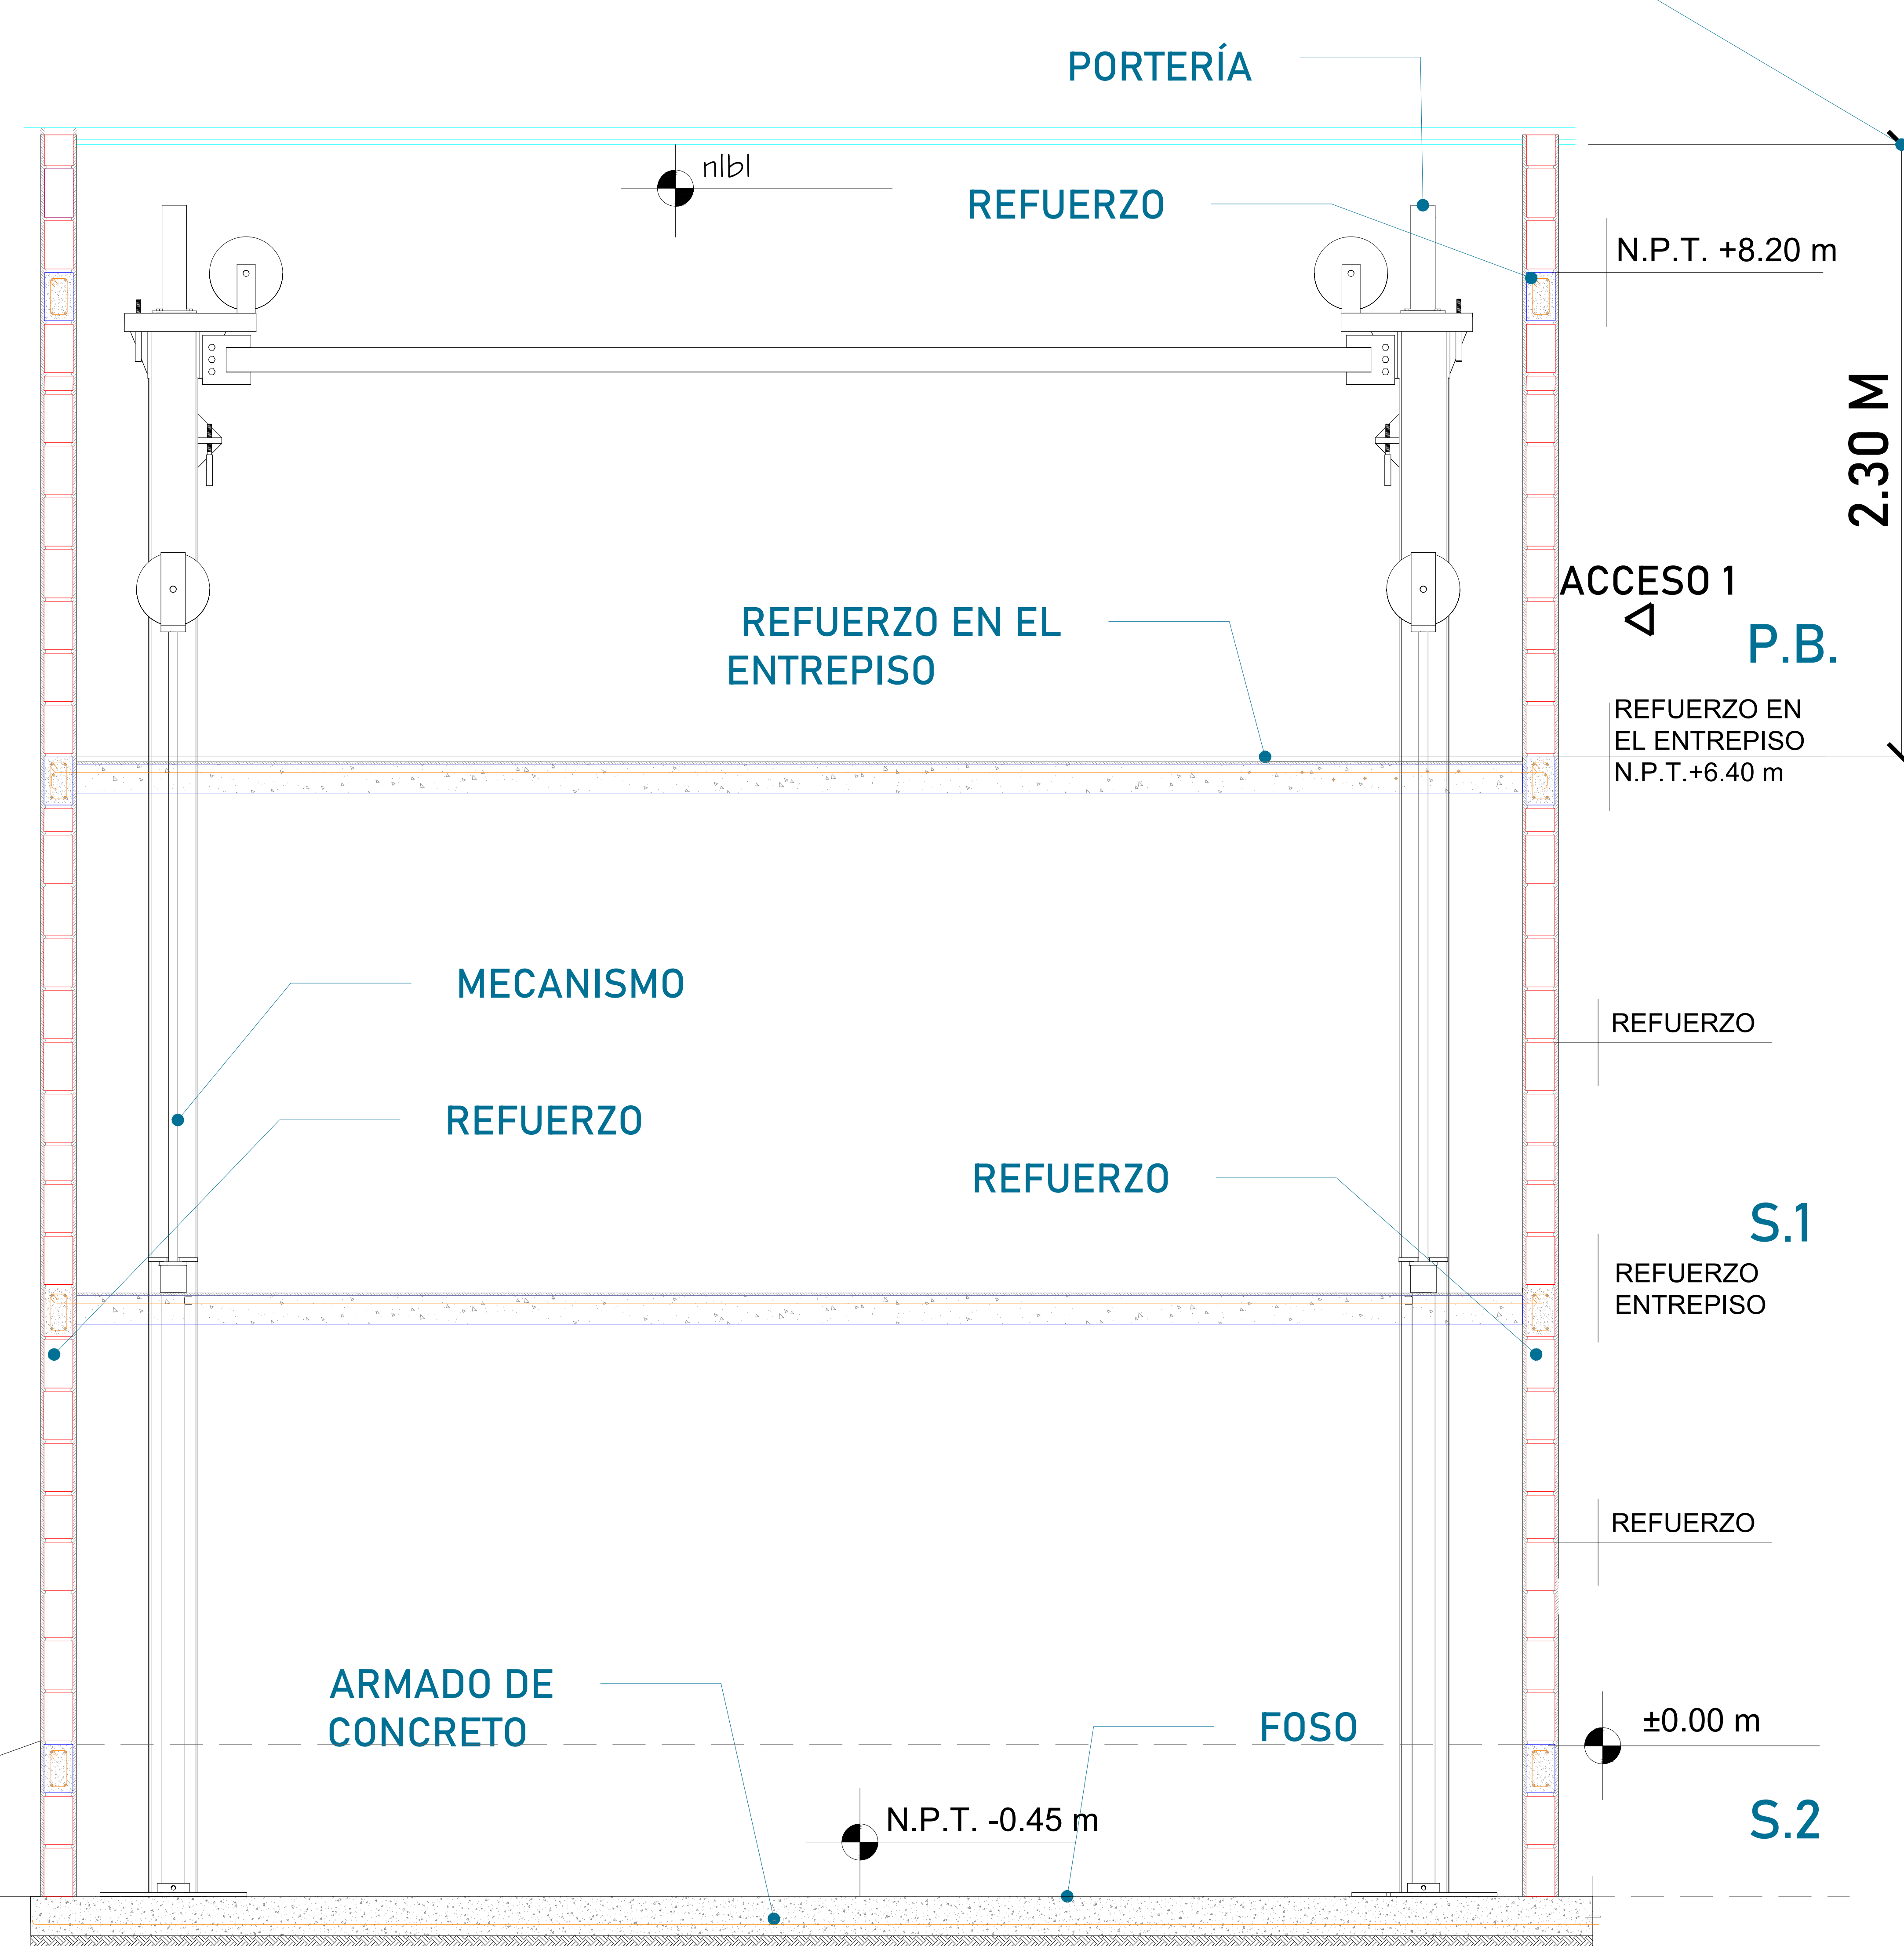 PORTERÍA
nlbl
REFUERZO
N.P.T. +8.20 m
2.30 M
ACCESO 1
REFUERZO EN EL
ENTREPISO
P.B.
REFUERZO EN
EL ENTREPISO
N.P.T.+6.40 m
MECANISMO
REFUERZO
REFUERZO
REFUERZO
S.1
REFUERZO
ENTREPISO
REFUERZO
ARMADO DE
CONCRETO
FOSO
±0.00 m
N.P.T. -0.45 m
S.2